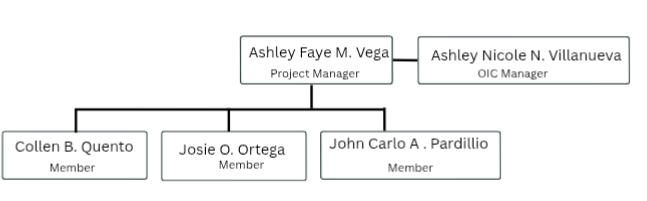 Ashley Faye M. Vega
Project Manager
Ashley Nicole N. Villanueva
OIC Manager
Collen B. Quento
Member
Josie O. Ortega
Member
John Carlo A . Pardillio
Member